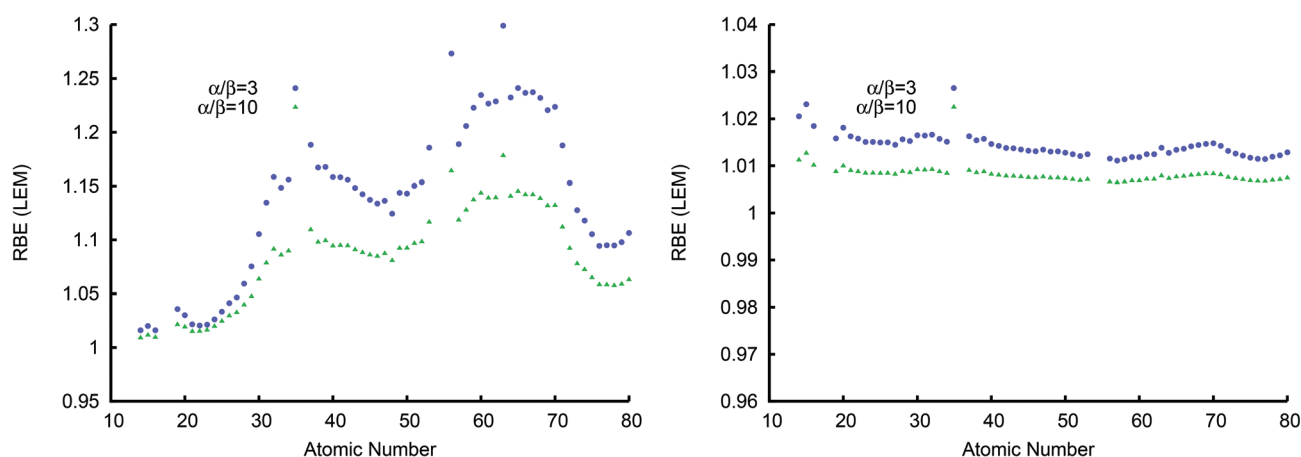 1.3
1.25
1.2
1.15
1.1
1.05
1
0.95
RBE (LEM)
α/β=3
α/β=10
10 20 30 40 50 60 70 80
Atomic Number
1.04
1.03
1.02
1.01
1
0.99
0.98
0.97
0.96
RBE (LEM)
α/β=3
α/β=10
10 20 30 40 50 60 70 80
Atomic Number